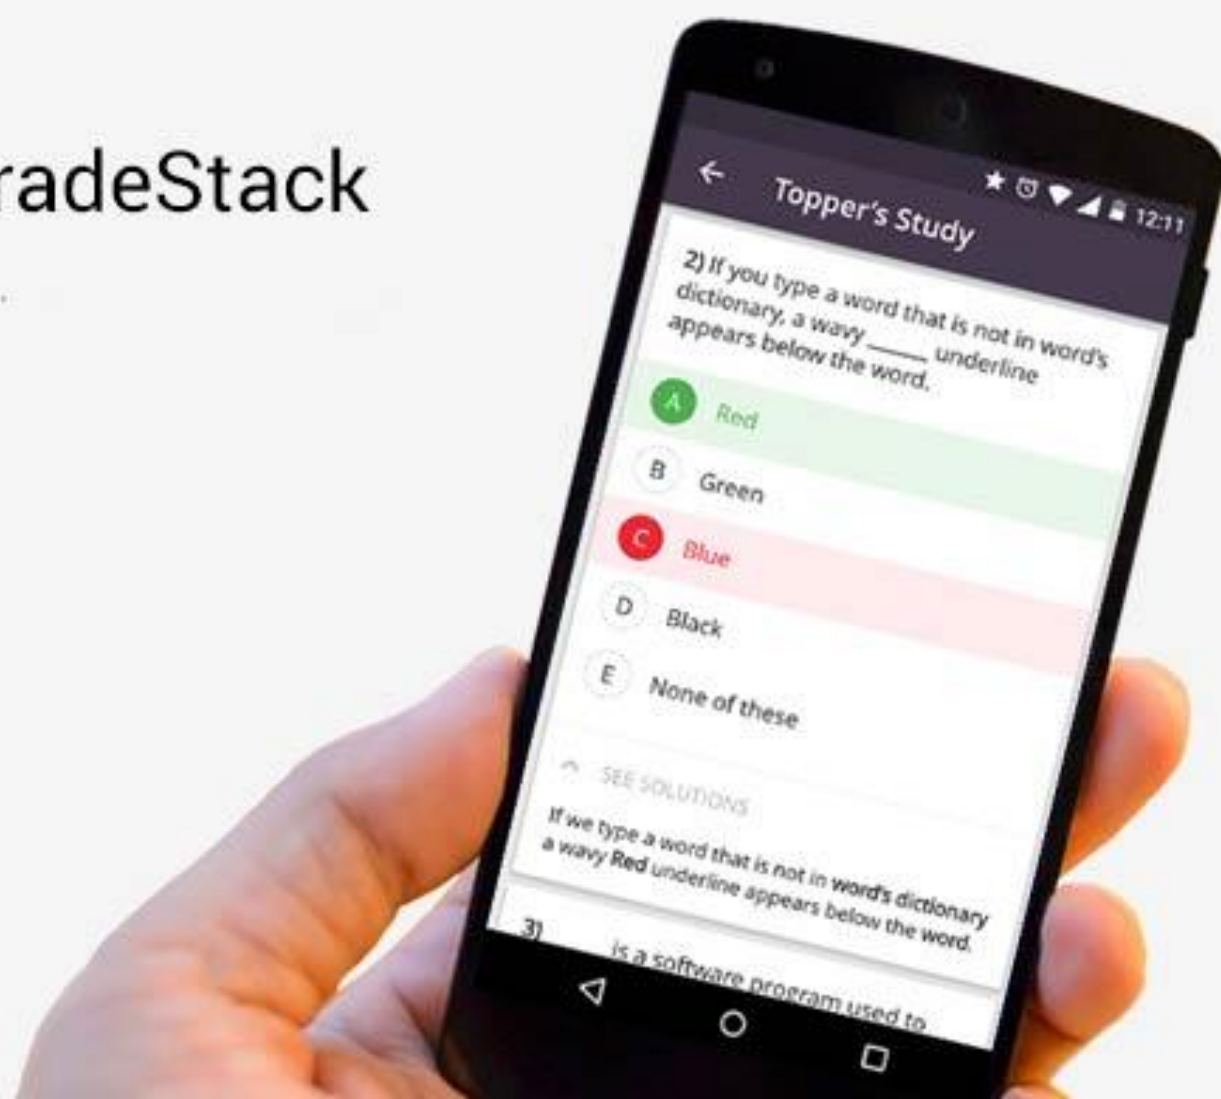 radeStack
12:11
Topper's Study
2) If you type a word that is not in word's
dictionary, a wavy_____ underline
appears below the word.
A Red
B Green
C Blue
D Black
E None of these
SEE SOLUTIONS
If we type a word that is not in word's dictionary
a wavy Red underline appears below the word.
3) _____ is a software program used to